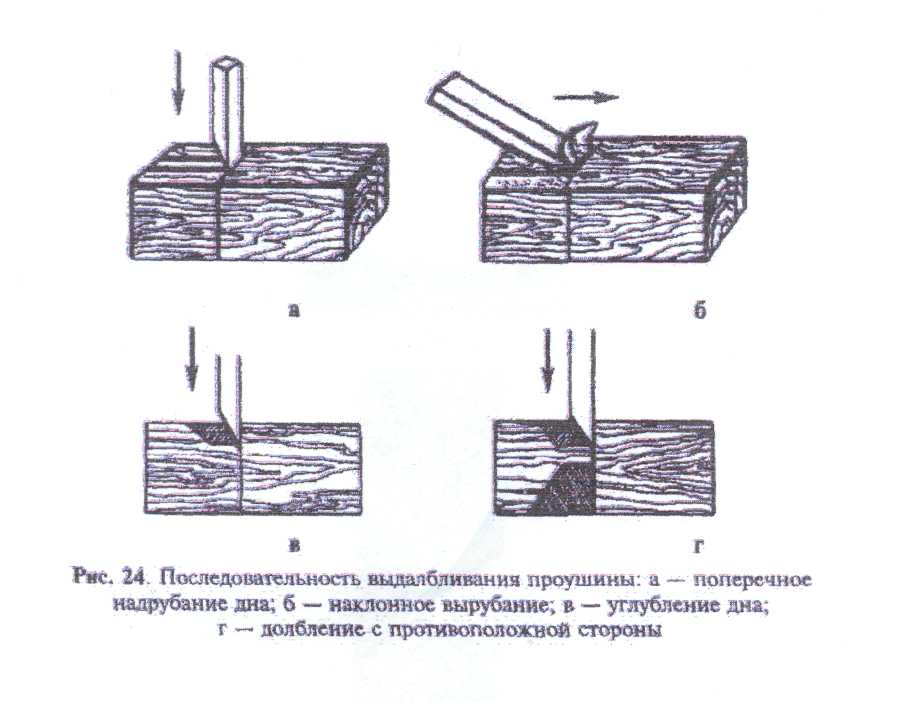 а
б
в
г
Рис. 24. Последовательность выдалбливания проушины: а — поперечное
надрубание дна; б — наклонное вырубание; в — углубление дна;
г — долбление с противоположной стороны